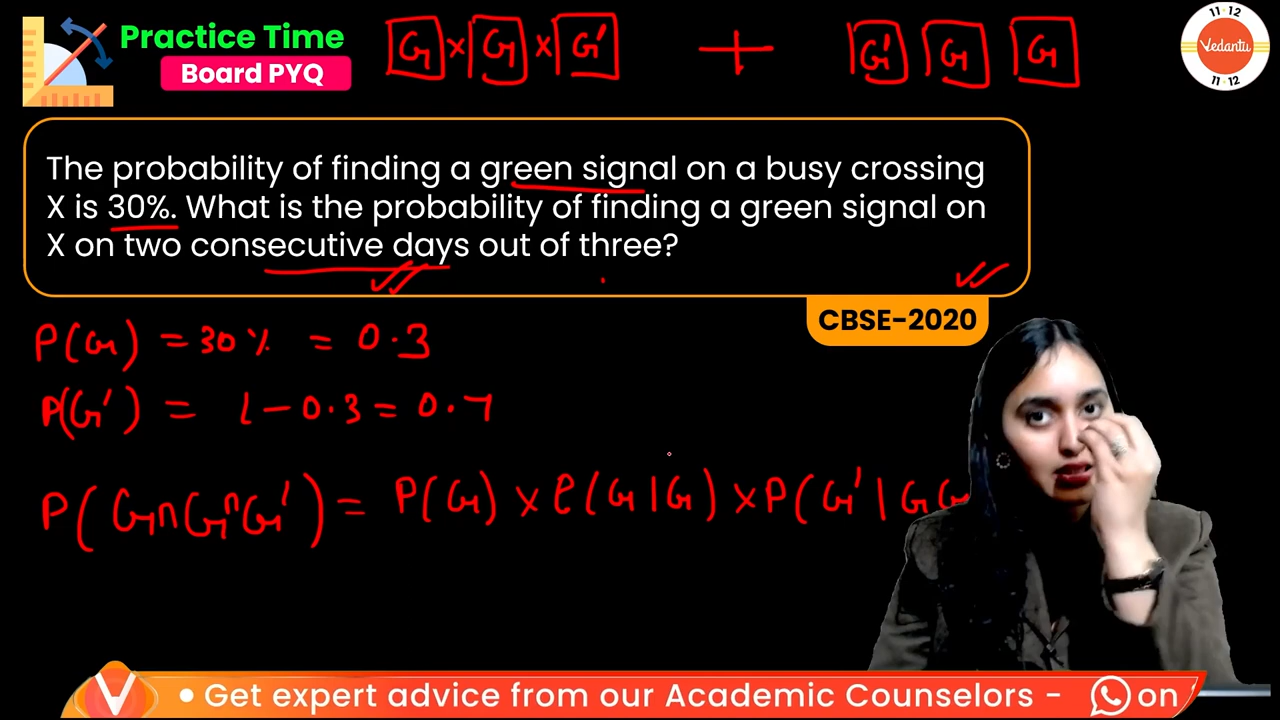 Practice Time
Board PYQ
G × G × G' + G' G G
11•12
Vedantu
11•12
The probability of finding a green signal on a busy crossing
X is 30%. What is the probability of finding a green signal on
X on two consecutive days out of three?
CBSE-2020
P(G) = 30% = 0.3
P(G') = 1 - 0.3 = 0.7
P(G∩G∩G') = P(G) × P(G|G) × P(G'|GG
V
• Get expert advice from our Academic Counselors - on